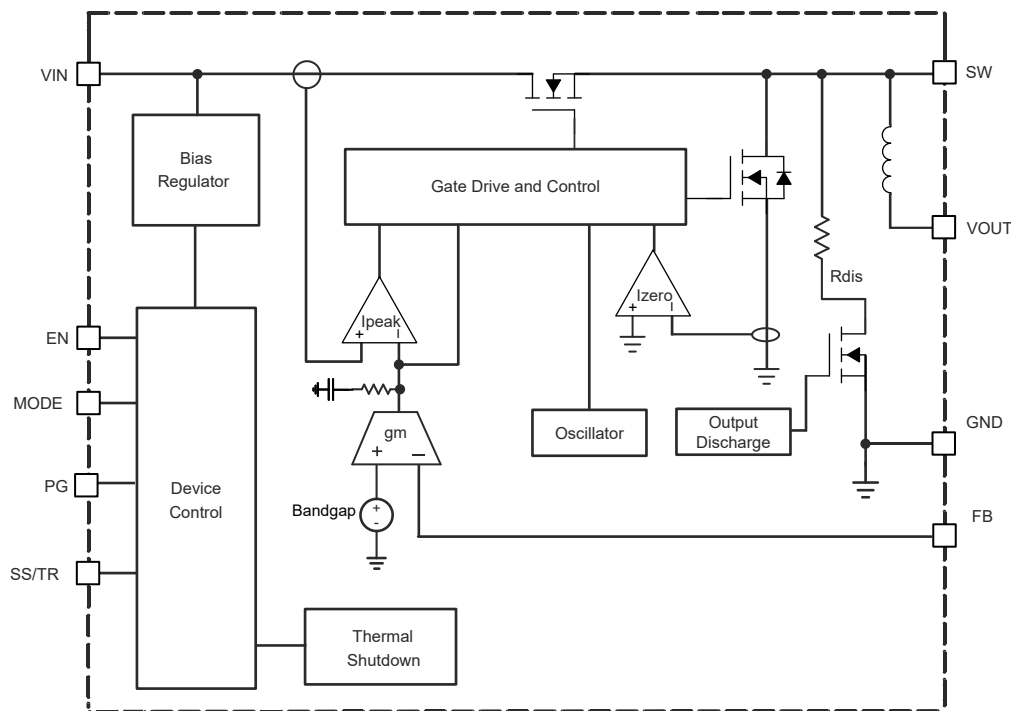 VIN
SW
Bias
Regulator
Gate Drive and Control
VOUT
Rdis
Izero
+ –
Ipeak
+ –
EN
MODE
gm
+ –
Oscillator
Output
Discharge
GND
PG
Device
Control
Bandgap
+
-
FB
SS/TR
Thermal
Shutdown